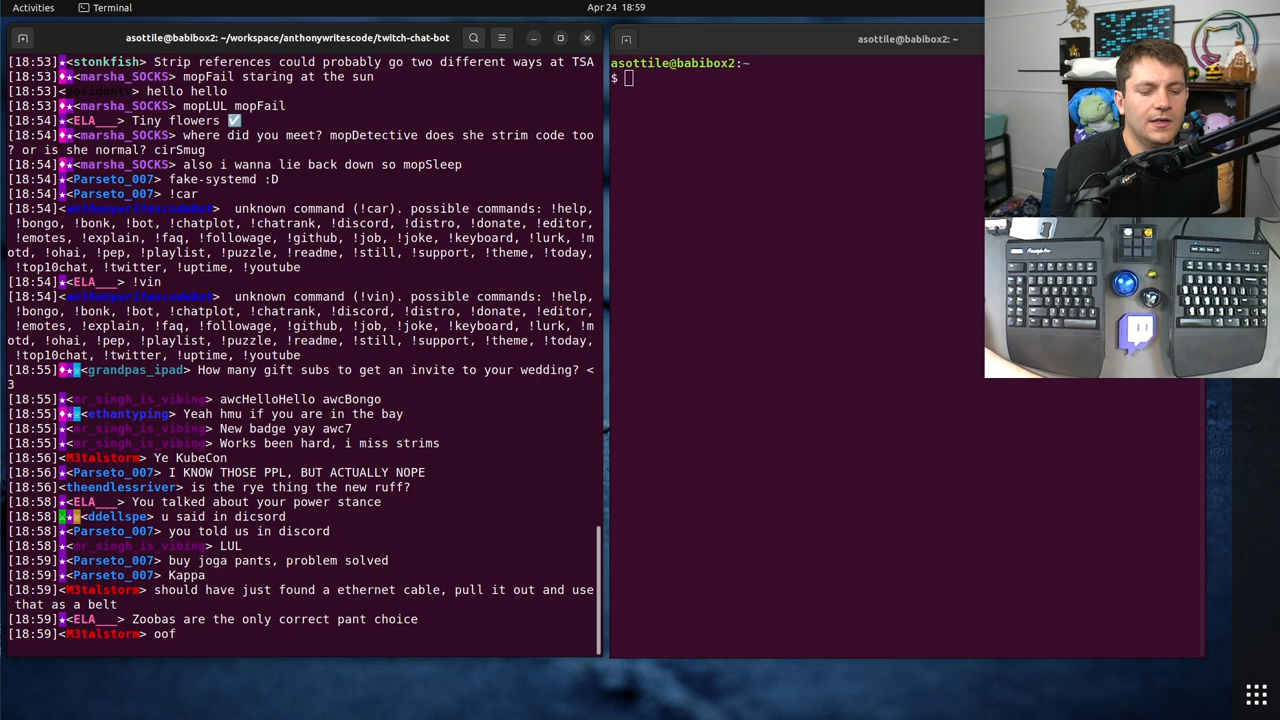 Activities
Terminal
Apr 24 18:59
asottile@babibox2: ~/workspace/anthonywritescode/twitch-chat-bot
[18:53]★<stonkfish> Strip references could probably go two different ways at TSA
[18:53]♦★<marsha_SOCKS> mopFail staring at the sun
[18:53]<gosidontv> hello hello
[18:53]♦★<marsha_SOCKS> mopLUL mopFail
[18:54]★<ELA___> Tiny flowers ☑️
[18:54]♦★<marsha_SOCKS> where did you meet? mopDetective does she strim code too
? or is she normal? cirSmug
[18:54]♦★<marsha_SOCKS> also i wanna lie back down so mopSleep
[18:54]★<Parseto_007> fake-systemd :D
[18:54]★<Parseto_007> !car
[18:54]<anthonywritescodeBot>  unknown command (!car). possible commands: !help,
!bongo, !bonk, !bot, !chatplot, !chatrank, !discord, !distro, !donate, !editor,
!emotes, !explain, !faq, !followage, !github, !job, !joke, !keyboard, !lurk, !m
otd, !ohai, !pep, !playlist, !puzzle, !readme, !still, !support, !theme, !today,
!top10chat, !twitter, !uptime, !youtube
[18:54]★<ELA___> !vin
[18:54]<anthonywritescodeBot>  unknown command (!vin). possible commands: !help,
!bongo, !bonk, !bot, !chatplot, !chatrank, !discord, !distro, !donate, !editor,
!emotes, !explain, !faq, !followage, !github, !job, !joke, !keyboard, !lurk, !m
otd, !ohai, !pep, !playlist, !puzzle, !readme, !still, !support, !theme, !today,
!top10chat, !twitter, !uptime, !youtube
[18:55]♦★<grandpas_ipad> How many gift subs to get an invite to your wedding? <
3
[18:55]★<mr_singh_is_vibing> awcHelloHello awcBongo
[18:55]♦★<ethantyping> Yeah hmu if you are in the bay
[18:55]★<mr_singh_is_vibing> New badge yay awc7
[18:55]★<mr_singh_is_vibing> Works been hard, i miss strims
[18:56]<M3talstorm> Ye KubeCon
[18:56]★<Parseto_007> I KNOW THOSE PPL, BUT ACTUALLY NOPE
[18:56]<theendlessriver> is the rye thing the new ruff?
[18:58]★<ELA___> You talked about your power stance
[18:58]⚔★<ddellspe> u said in dicsord
[18:58]★<Parseto_007> you told us in discord
[18:58]★<mr_singh_is_vibing> LUL
[18:59]★<Parseto_007> buy joga pants, problem solved
[18:59]★<Parseto_007> Kappa
[18:59]<M3talstorm> should have just found a ethernet cable, pull it out and use
that as a belt
[18:59]★<ELA___> Zoobas are the only correct pant choice
[18:59]<M3talstorm> oof
asottile@babibox2: ~
asottile@babibox2:~
$